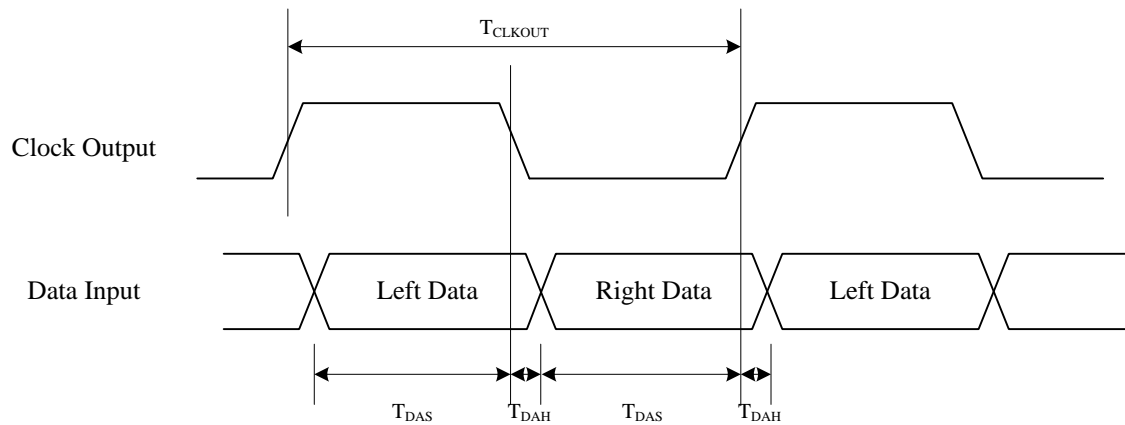 TCLKOUT
Clock Output
Data Input
Left Data
Right Data
Left Data
TDAS
TDAH
TDAS
TDAH